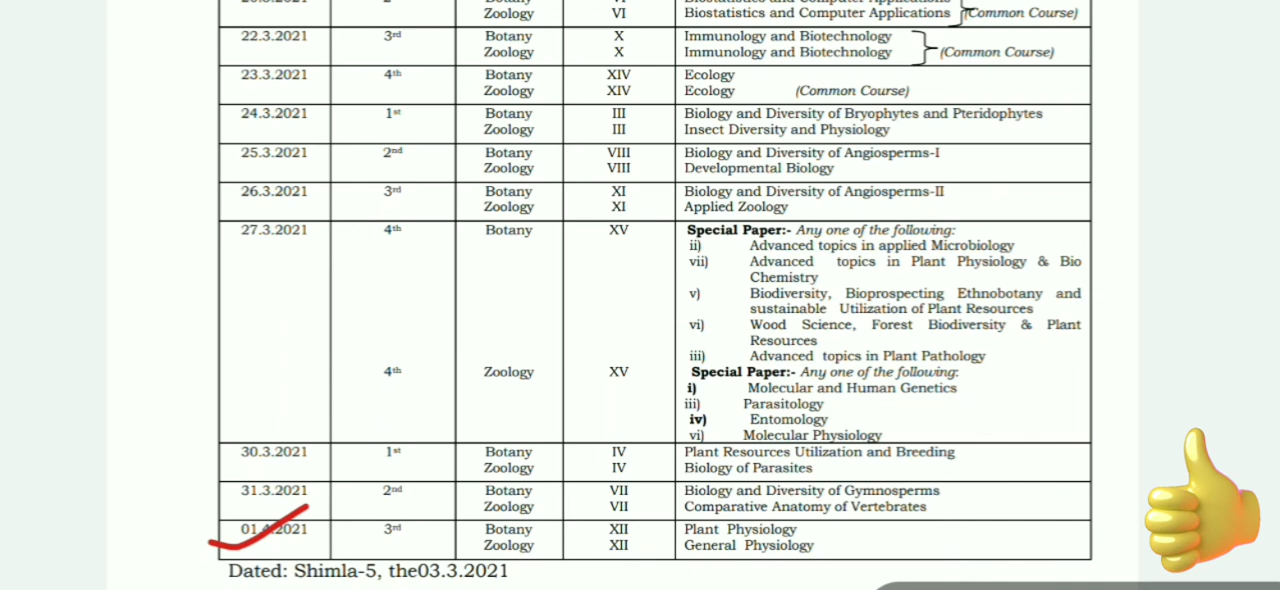 Zoology VI Biostatistics and Computer Applications (Common Course)
22.3.2021 3rd Botany X Immunology and Biotechnology
Zoology X Immunology and Biotechnology (Common Course)
23.3.2021 4th Botany XIV Ecology
Zoology XIV Ecology (Common Course)
24.3.2021 1st Botany III Biology and Diversity of Bryophytes and Pteridophytes
Zoology III Insect Diversity and Physiology
25.3.2021 2nd Botany VIII Biology and Diversity of Angiosperms-I
Zoology VIII Developmental Biology
26.3.2021 3rd Botany XI Biology and Diversity of Angiosperms-II
Zoology XI Applied Zoology
27.3.2021 4th Botany XV Special Paper:- Any one of the following:
ii) Advanced topics in applied Microbiology
vii) Advanced topics in Plant Physiology & Bio
Chemistry
v) Biodiversity, Bioprospecting Ethnobotany and
sustainable Utilization of Plant Resources
vi) Wood Science, Forest Biodiversity & Plant
Resources
iii) Advanced topics in Plant Pathology
4th Zoology XV Special Paper:- Any one of the following:
i) Molecular and Human Genetics
iii) Parasitology
iv) Entomology
vi) Molecular Physiology
30.3.2021 1st Botany IV Plant Resources Utilization and Breeding
Zoology IV Biology of Parasites
31.3.2021 2nd Botany VII Biology and Diversity of Gymnosperms
Zoology VII Comparative Anatomy of Vertebrates
01.4.2021 3rd Botany XII Plant Physiology
Zoology XII General Physiology
Dated: Shimla-5, the03.3.2021